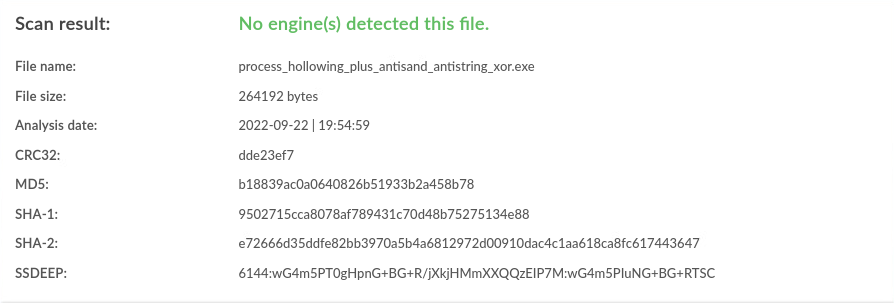 Scan result: No engine(s) detected this file.
File name: process_hollowing_plus_antisand_antistring_xor.exe
File size: 264192 bytes
Analysis date: 2022-09-22 | 19:54:59
CRC32: dde23ef7
MD5: b18839ac0a0640826b51933b2a458b78
SHA-1: 9502715cca8078af789431c70d48b75275134e88
SHA-2: e72666d35ddfe82bb3970a5b4a6812972d00910dac4c1aa618ca8fc617443647
SSDEEP: 6144:wG4m5PT0gHpnG+BG+R/jXkjHMmXXQQzEIP7M:wG4m5PIuNG+BG+RTSC